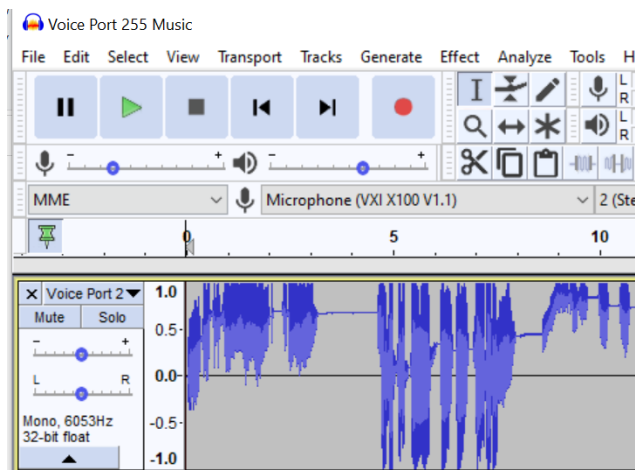 Voice Port 255 Music
File Edit Select View Transport Tracks Generate Effect Analyze Tools H
L
R
L
R
- + - +
MME Microphone (VXI X100 V1.1) 2 (Ste
0 5 10
x Voice Port 2 1.0
Mute Solo
- + 0.5
L R 0.0
Mono, 6053Hz -0.5
32-bit float
-1.0